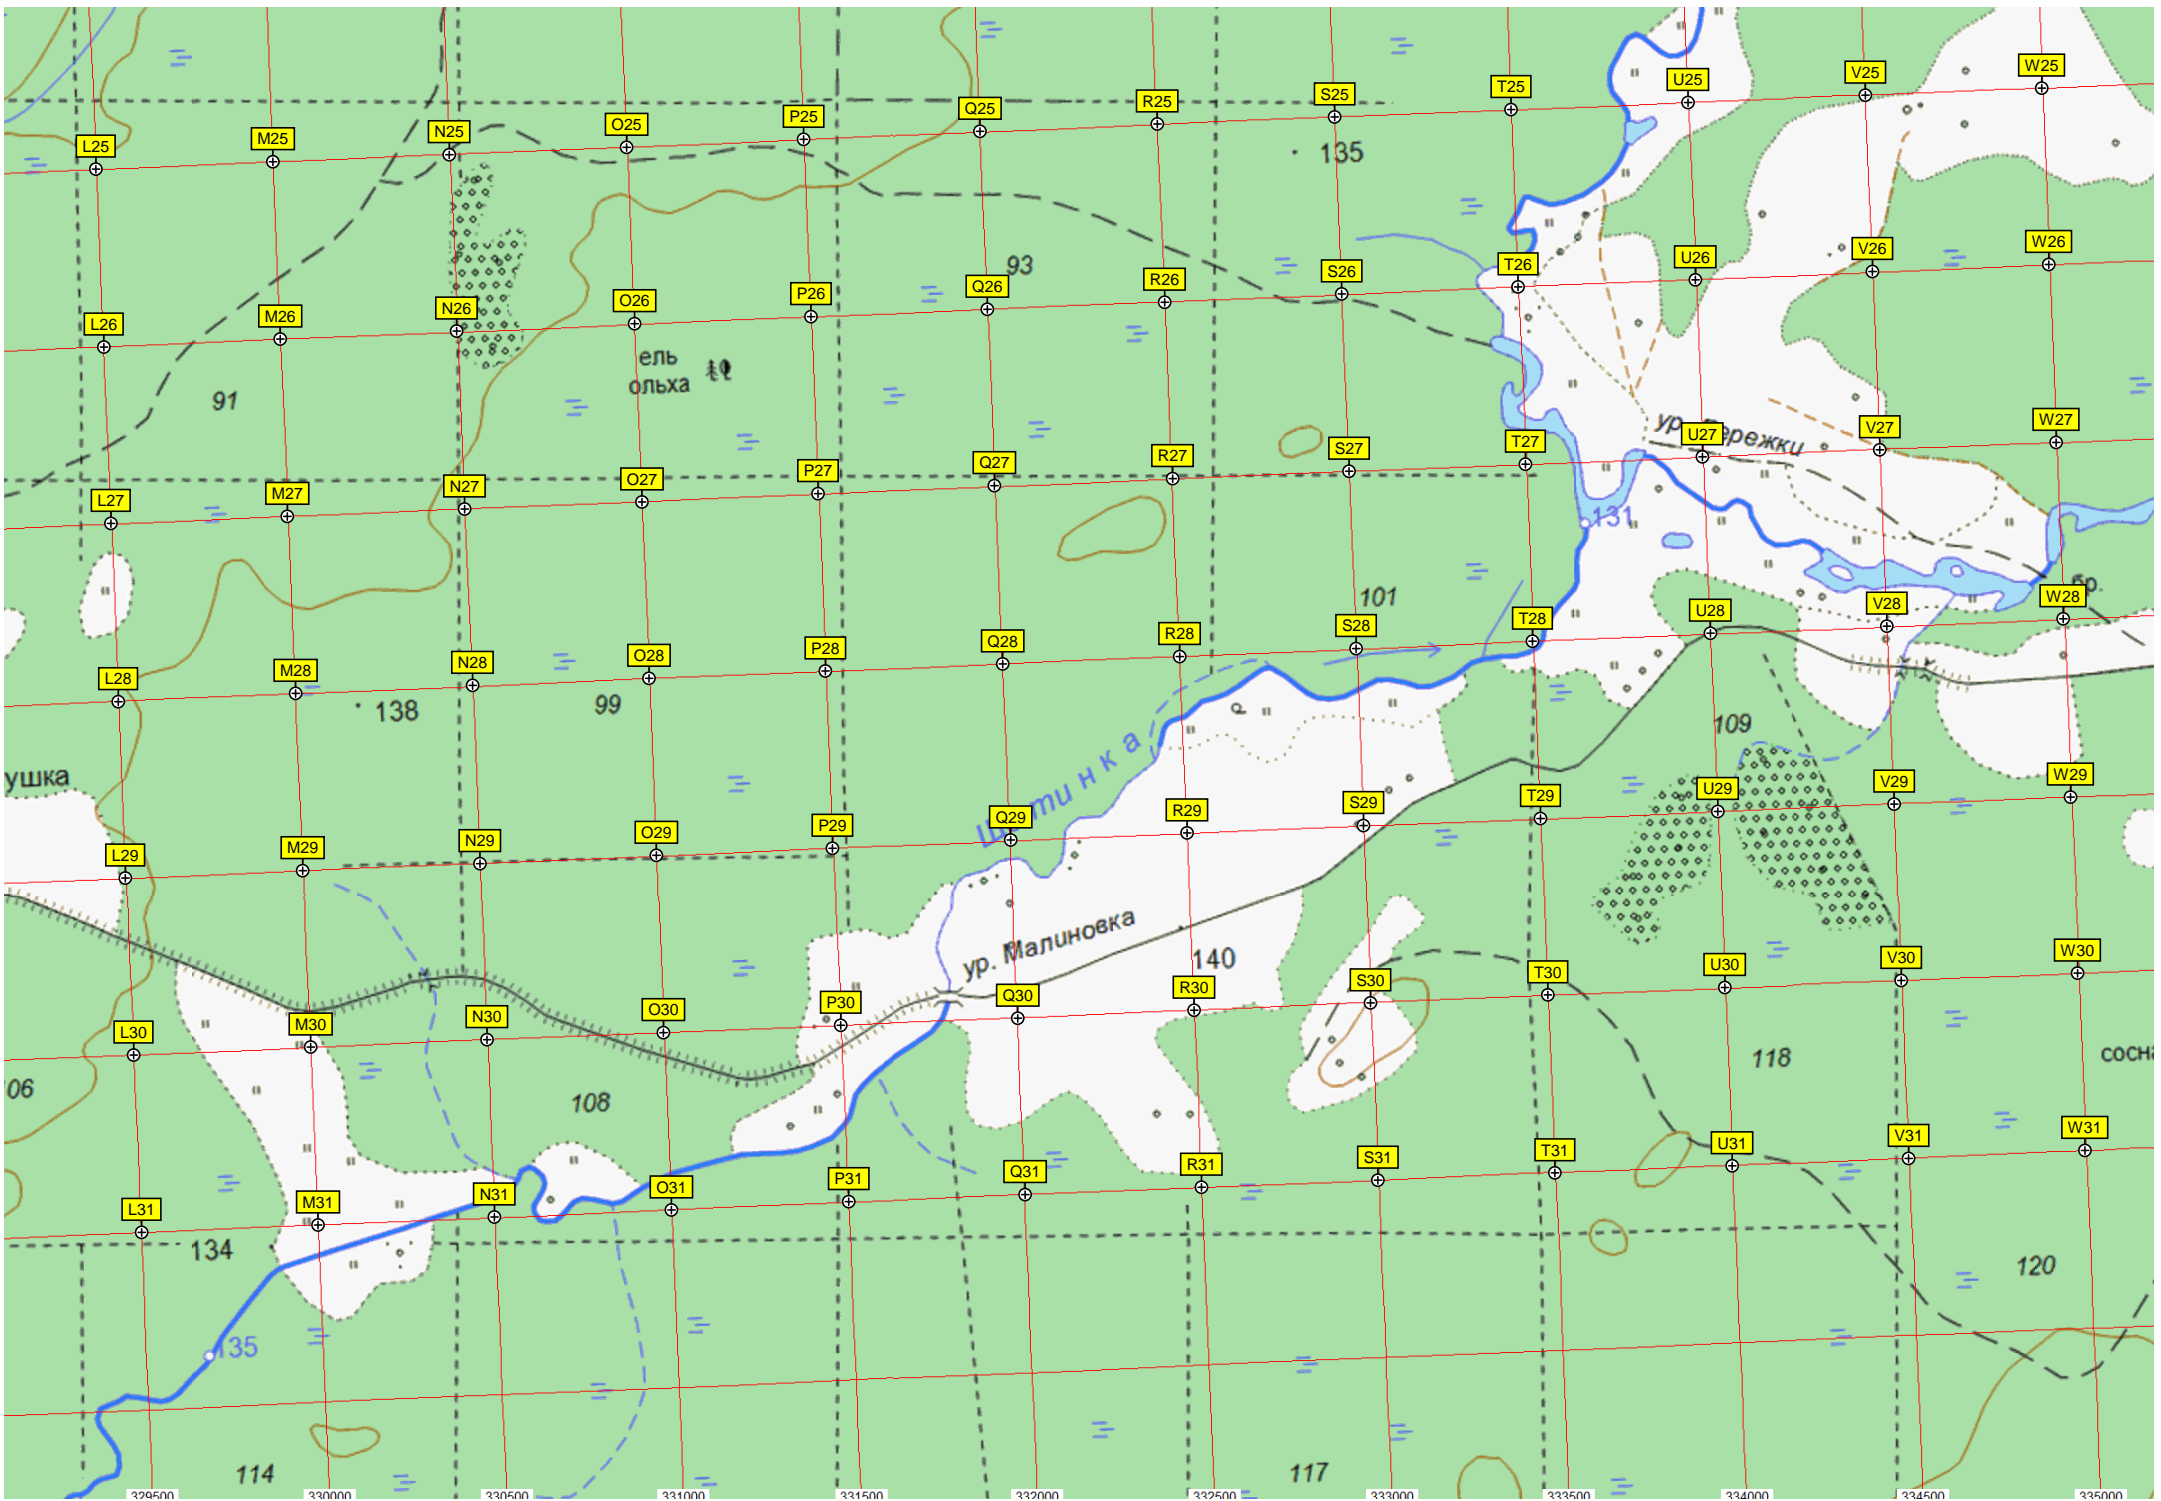 L25 M25 N25 O25 P25 Q25 R25 S25 T25 U25 V25 W25
135
93
L26 M26 N26 O26 P26 Q26 R26 S26 T26 U26 V26 W26
ель
ольха
91
ур.
L27 M27 N27 O27 P27 Q27 R27 S27 T27 U27 V27 W27
131
101
бр.
L28 M28 N28 O28 P28 Q28 R28 S28 T28 U28 V28 W28
138
99
109
ушка
L29 M29 N29 O29 P29 Q29 R29 S29 T29 U29 V29 W29
ур. Малиновка
140
L30 M30 N30 O30 P30 Q30 R30 S30 T30 U30 V30 W30
06
108
118
L31 M31 N31 O31 P31 Q31 R31 S31 T31 U31 V31 W31
134
120
135
114
117
329500 330000 330500 331000 331500 332000 332500 333000 333500 334000 334500 335000